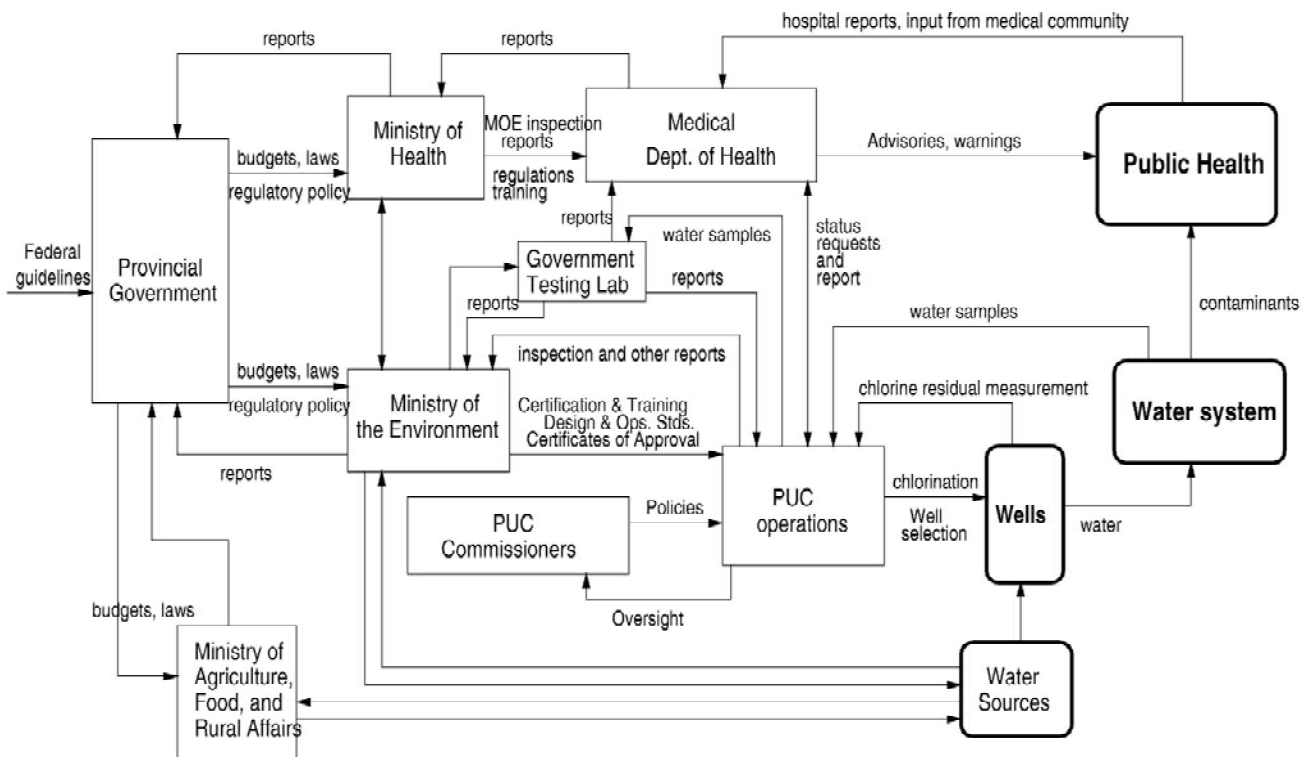 hospital reports, input from medical community
reports
reports
Ministry of
Health
MOE inspection
reports
regulations
training
Medical
Dept. of Health
Advisories, warnings
Public Health
budgets, laws
regulatory policy
Federal
guidelines
Provincial
Government
reports
water samples
status
requests
and
report
Government
Testing Lab
reports
reports
contaminants
water samples
inspection and other reports
budgets, laws
regulatory policy
Ministry of
the Environment
Certification & Training
Design & Ops. Stds.
Certificates of Approval
chlorine residual measurement
Water system
reports
PUC
Commissioners
Policies
PUC
operations
chlorination
Well
selection
Wells
water
Oversight
budgets, laws
Ministry of
Agriculture,
Food, and
Rural Affairs
Water
Sources